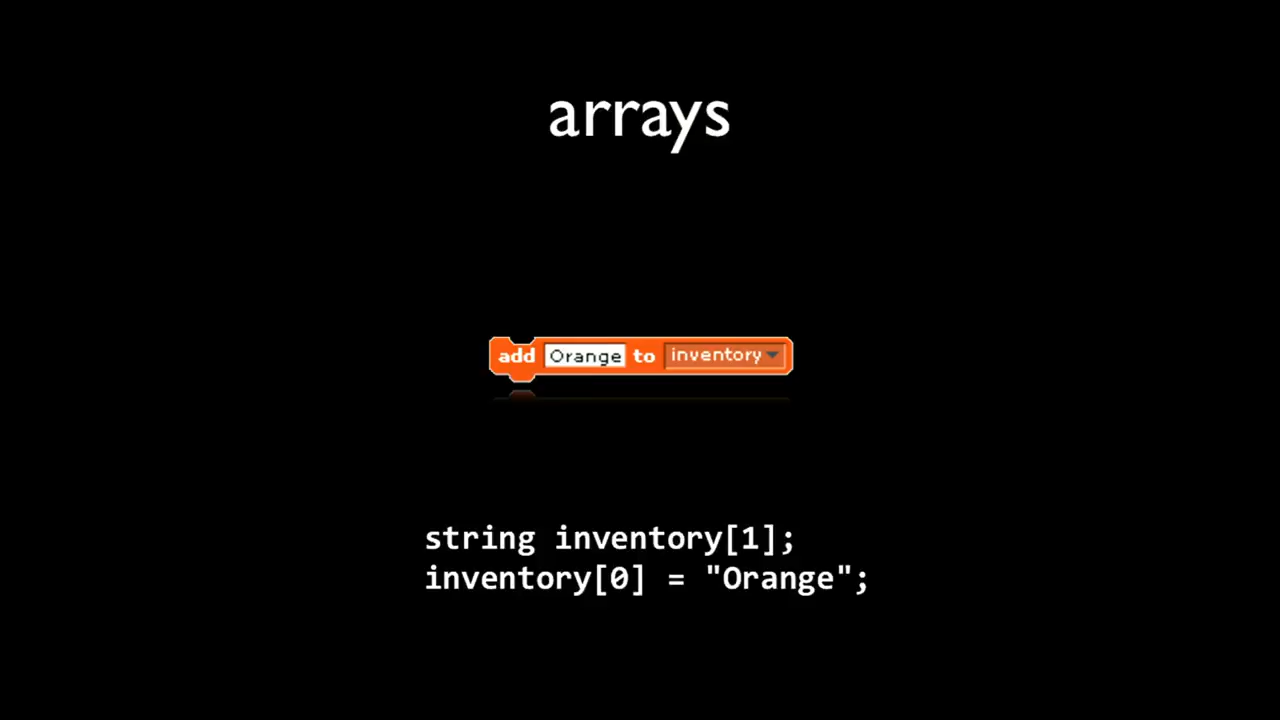 arrays
add Orange to inventory
string inventory[1];
inventory[0] = "Orange";